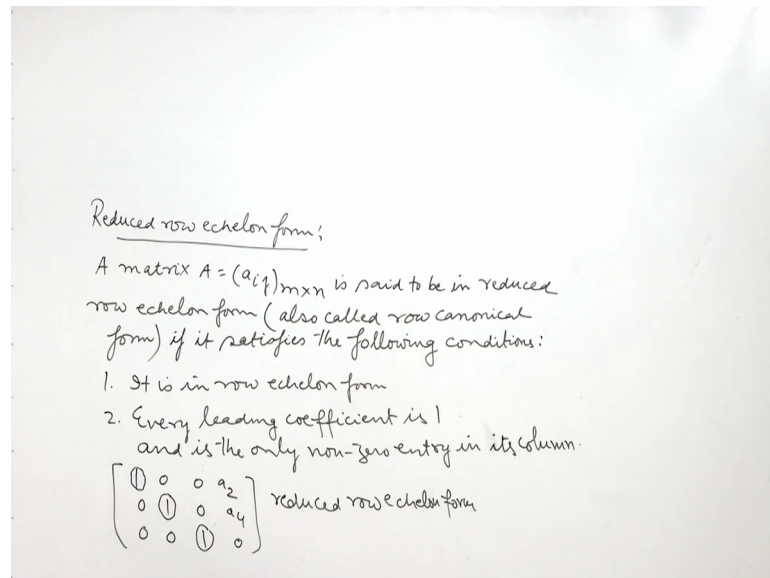 Reduced row echelon form;
A matrix A = (aij)m×n is said to be in reduced
row echelon form (also called row canonical
form) if it satisfies the following conditions:
1. It is in row echelon form
2. Every leading coefficient is 1
and is the only non-zero entry in its column.
[1 0 0 a2
0 1 0 a4
0 0 1 0] reduced row echelon form